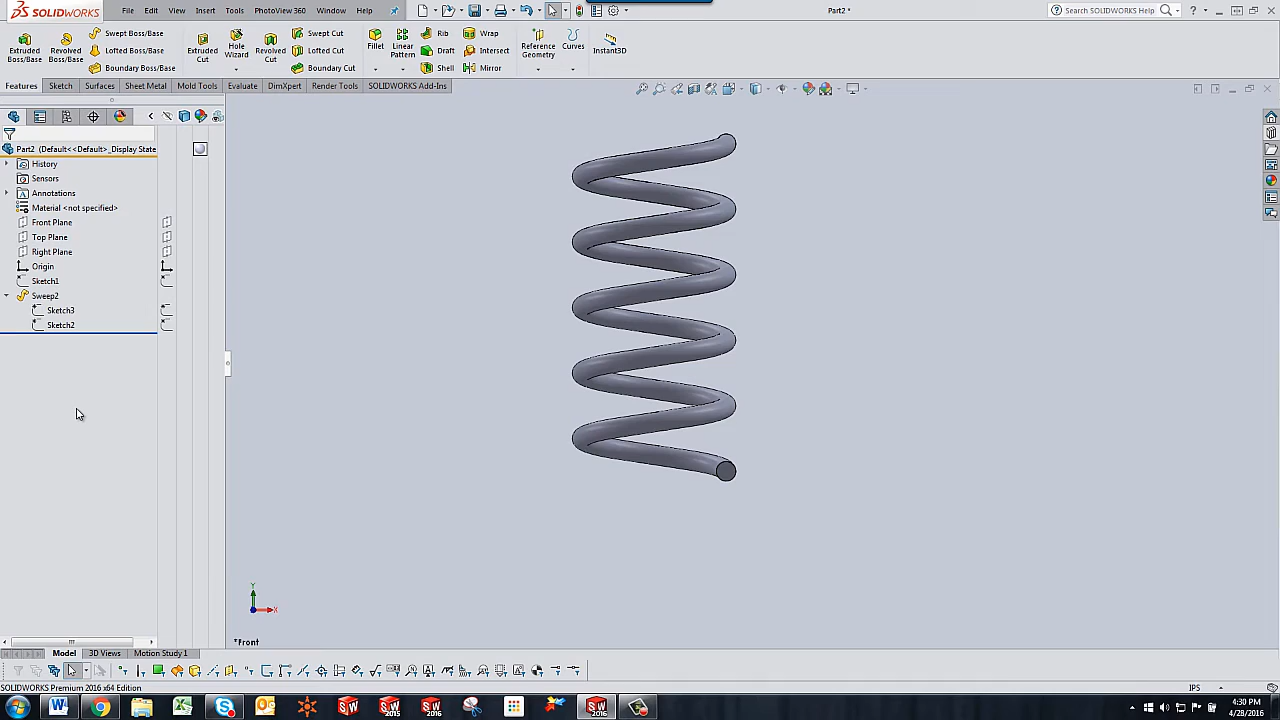 SOLIDWORKS
File Edit View Insert Tools PhotoView 360 Window Help
Part2 *
Search SOLIDWORKS Help
Extruded Boss/Base
Revolved Boss/Base
Swept Boss/Base
Lofted Boss/Base
Boundary Boss/Base
Extruded Cut
Hole Wizard
Revolved Cut
Swept Cut
Lofted Cut
Boundary Cut
Fillet
Linear Pattern
Rib
Draft
Shell
Wrap
Intersect
Mirror
Reference Geometry
Curves
Instant3D
Features Sketch Surfaces Sheet Metal Mold Tools Evaluate DimXpert Render Tools SOLIDWORKS Add-Ins
Part2 (Default<<Default>_Display State
History
Sensors
Annotations
Material <not specified>
Front Plane
Top Plane
Right Plane
Origin
Sketch1
Sweep2
Sketch3
Sketch2
Y
X
*Front
Model 3D Views Motion Study 1
SOLIDWORKS Premium 2016 x64 Edition
IPS
2015
2016
2016
4:30 PM
4/28/2016